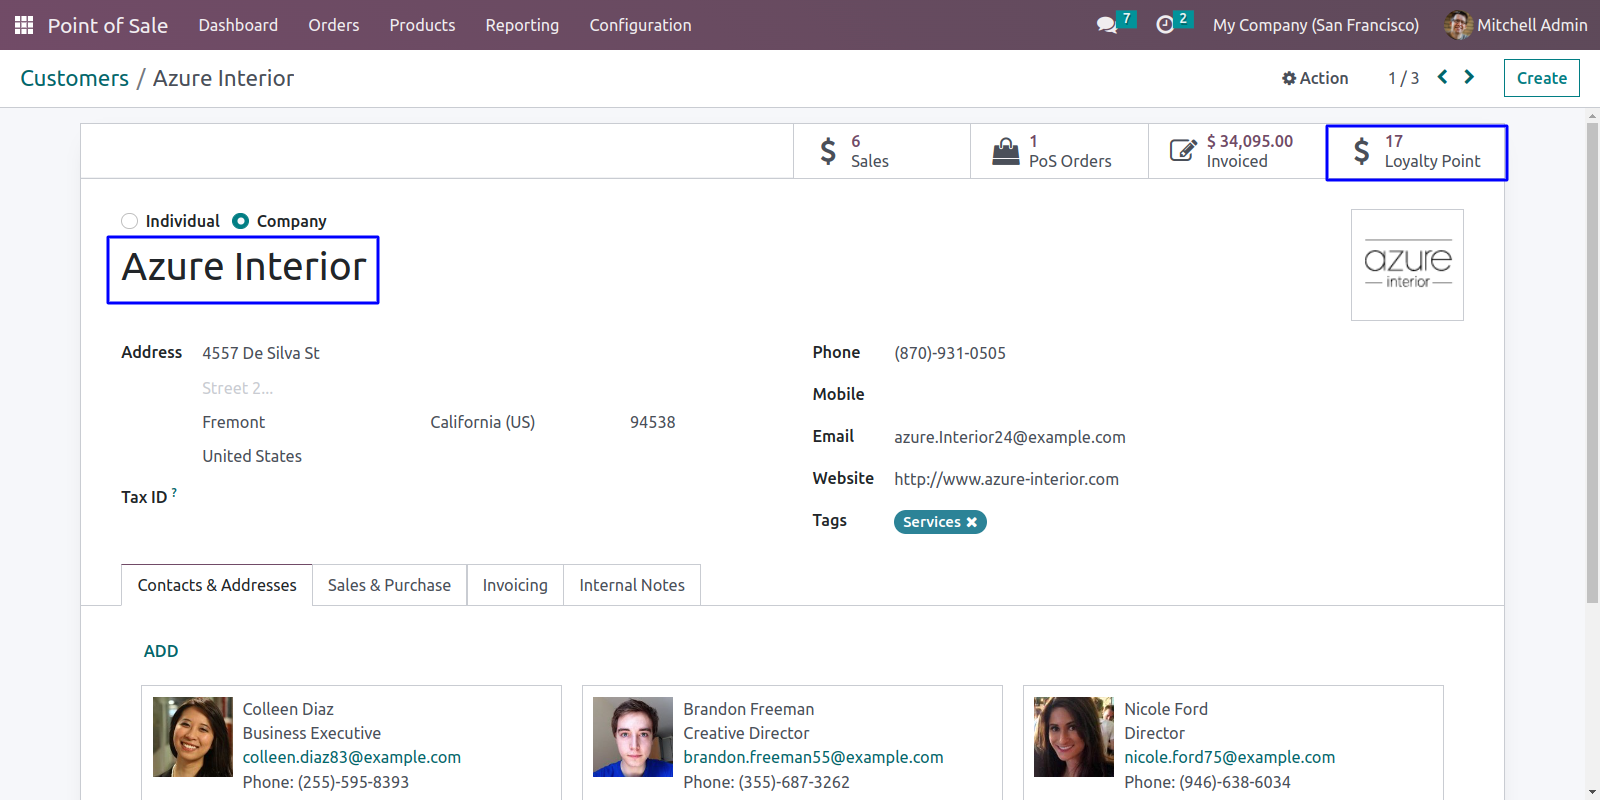 Point of Sale Dashboard Orders Products Reporting Configuration 7 2 My Company (San Francisco) Mitchell Admin
Customers / Azure Interior Action 1 / 3 Create
6 Sales
1 PoS Orders
$ 34,095.00 Invoiced
17 Loyalty Point
Individual Company
Azure Interior
azure
interior
Address 4557 De Silva St
Street 2...
Fremont California (US) 94538
United States
Tax ID ?
Phone (870)-931-0505
Mobile
Email azure.Interior24@example.com
Website http://www.azure-interior.com
Tags Services
Contacts & Addresses Sales & Purchase Invoicing Internal Notes
ADD
Colleen Diaz
Business Executive
colleen.diaz83@example.com
Phone: (255)-595-8393
Brandon Freeman
Creative Director
brandon.freeman55@example.com
Phone: (355)-687-3262
Nicole Ford
Director
nicole.ford75@example.com
Phone: (946)-638-6034